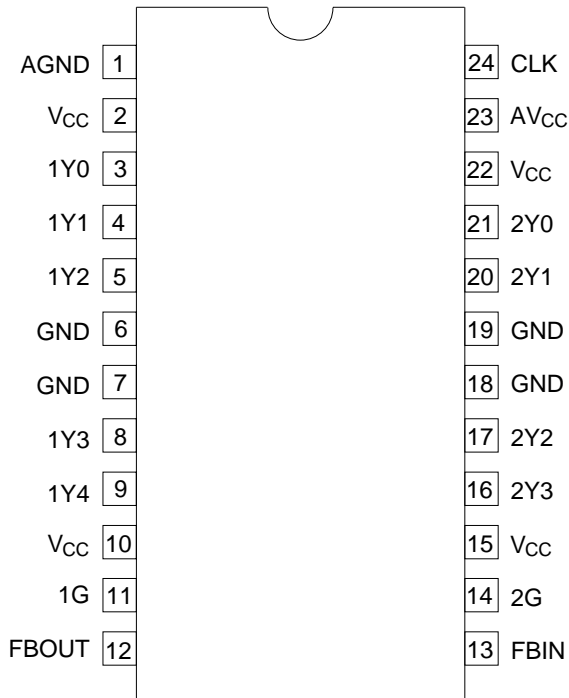 AGND 1 24 CLK
VCC 2 23 AVCC
1Y0 3 22 VCC
1Y1 4 21 2Y0
1Y2 5 20 2Y1
GND 6 19 GND
GND 7 18 GND
1Y3 8 17 2Y2
1Y4 9 16 2Y3
VCC 10 15 VCC
1G 11 14 2G
FBOUT 12 13 FBIN